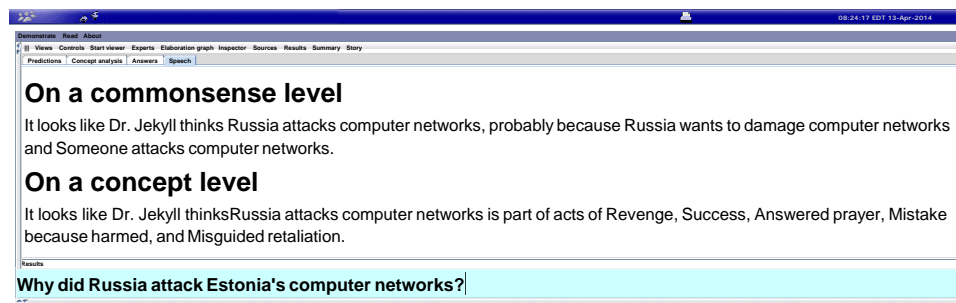 08:24:17 EDT 13-Apr-2014
Demonstrate Read About
Views Controls Start viewer Experts Elaboration graph Inspector Sources Results Summary Story
Predictions Concept analysis Answers Speech
On a commonsense level
It looks like Dr. Jekyll thinks Russia attacks computer networks, probably because Russia wants to damage computer networks
and Someone attacks computer networks.
On a concept level
It looks like Dr. Jekyll thinksRussia attacks computer networks is part of acts of Revenge, Success, Answered prayer, Mistake
because harmed, and Misguided retaliation.
Results
Why did Russia attack Estonia's computer networks?